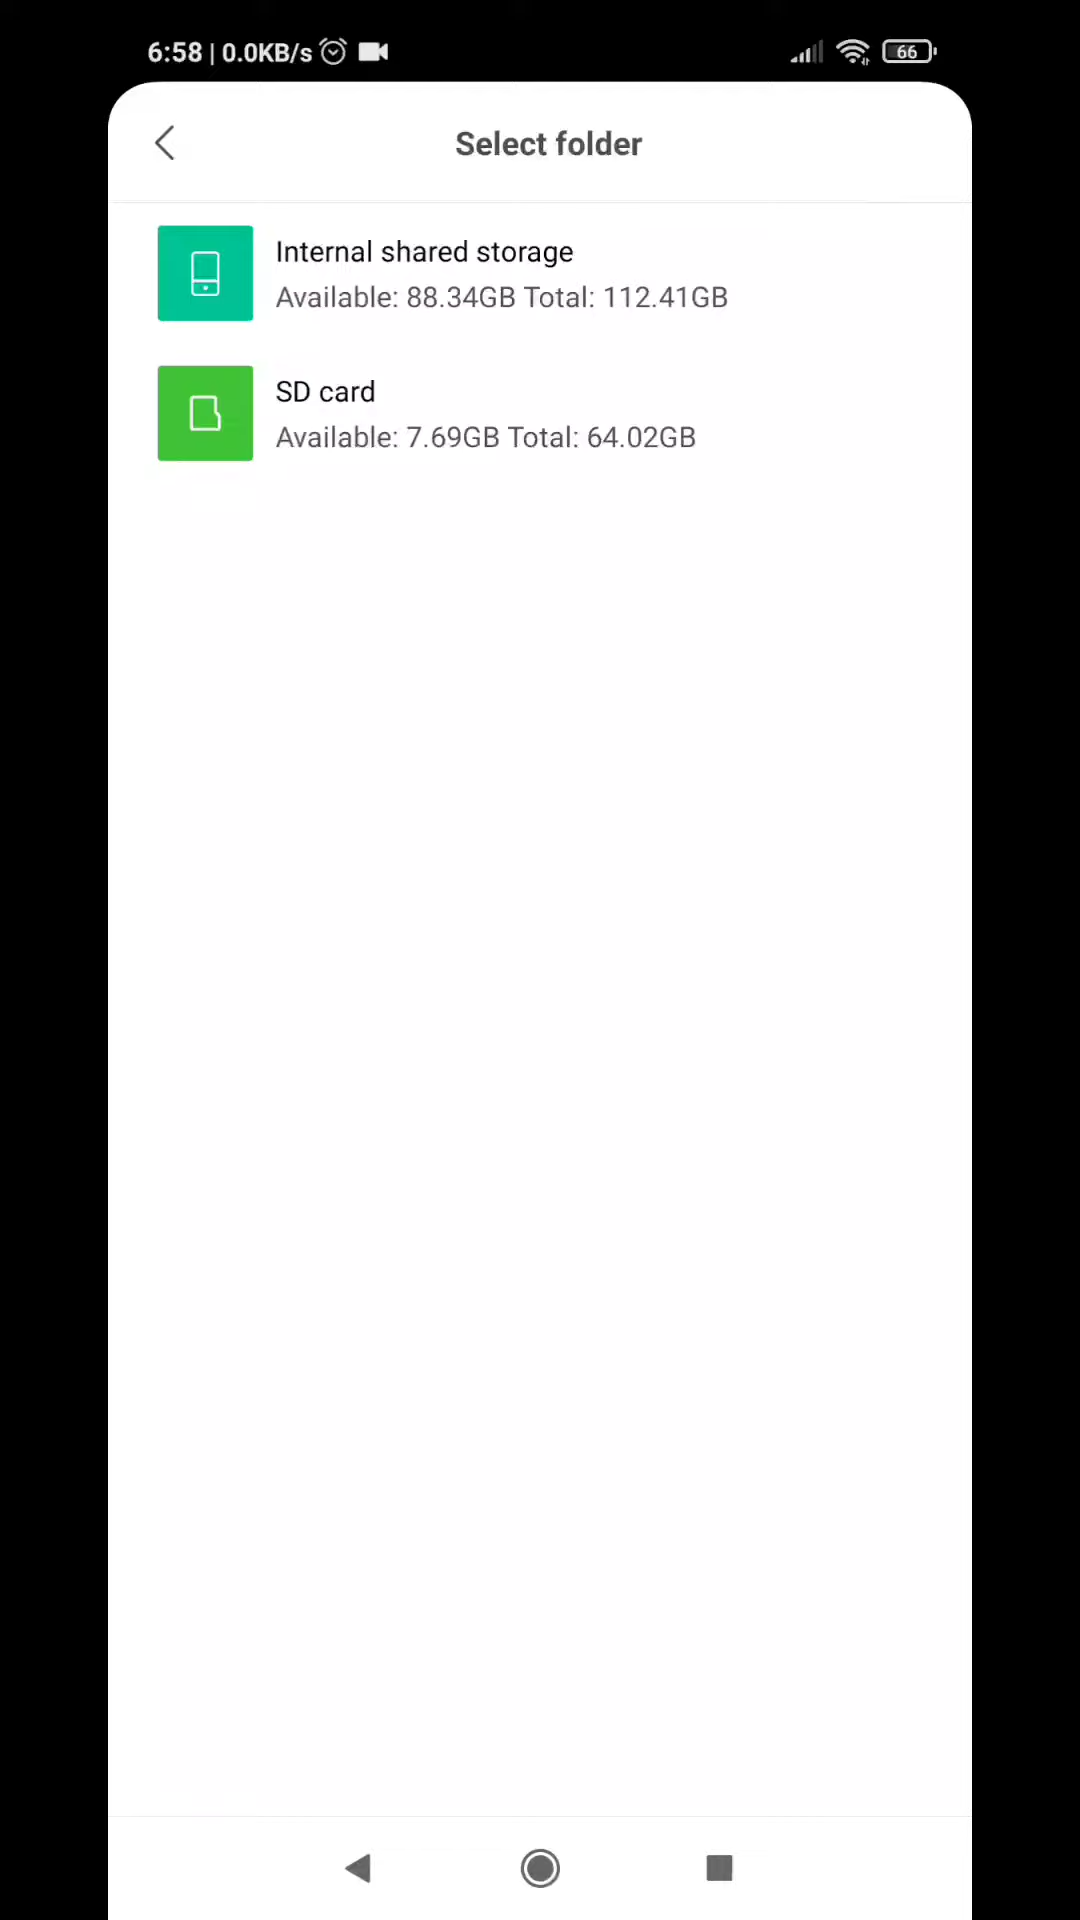 6:58 | 0.0KB/s
66
Select folder
Internal shared storage
Available: 88.34GB Total: 112.41GB
SD card
Available: 7.69GB Total: 64.02GB